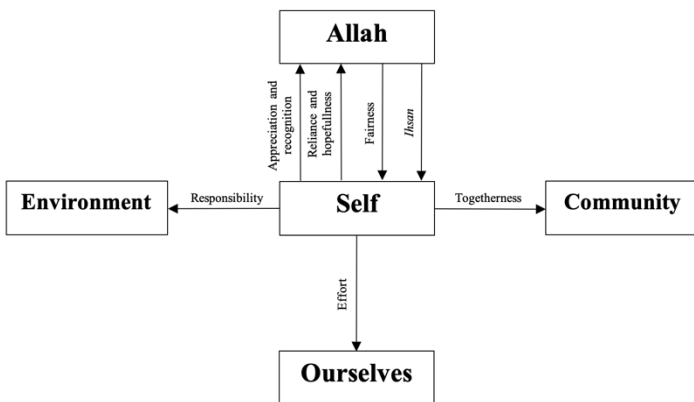 Allah
Appreciation and
recognition
Reliance and
hopefullness
Fairness
Ihsan
Environment
Responsibility
Self
Togetherness
Community
Effort
Ourselves